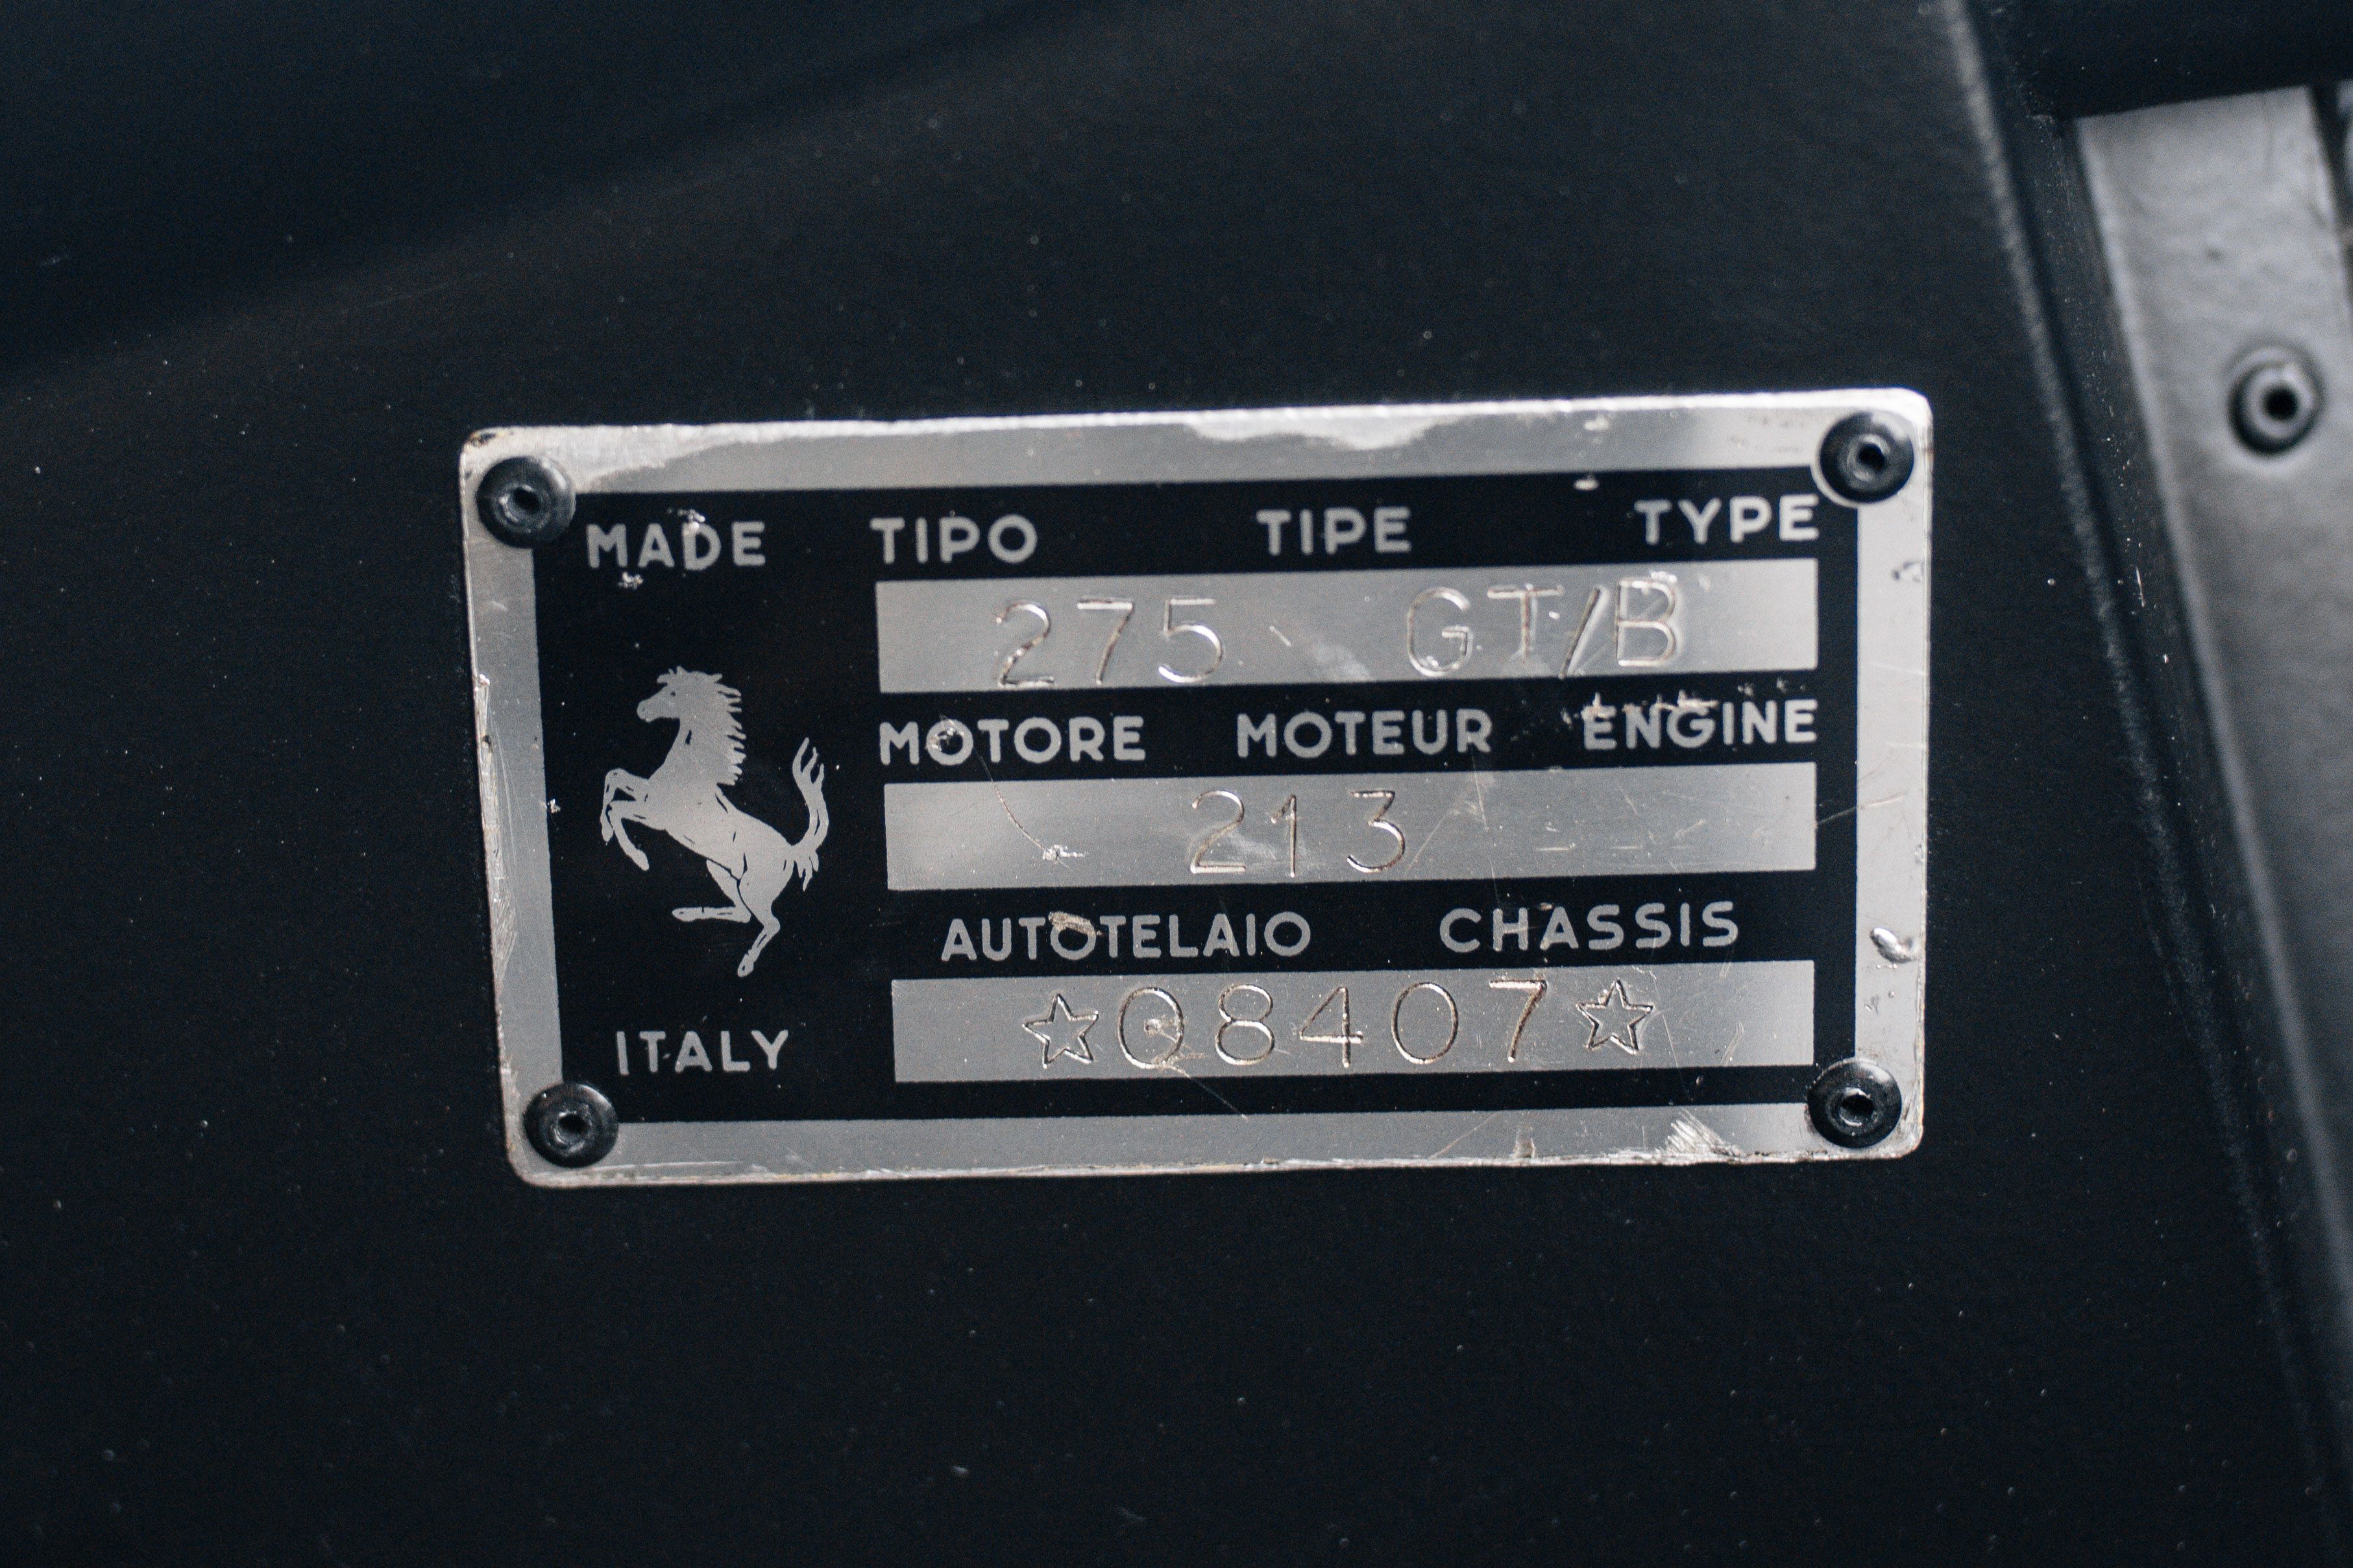 MADE TIPO TIPE TYPE
275 GT/B
MOTORE MOTEUR ENGINE
213
AUTOTELAIO CHASSIS
☆08407☆
ITALY